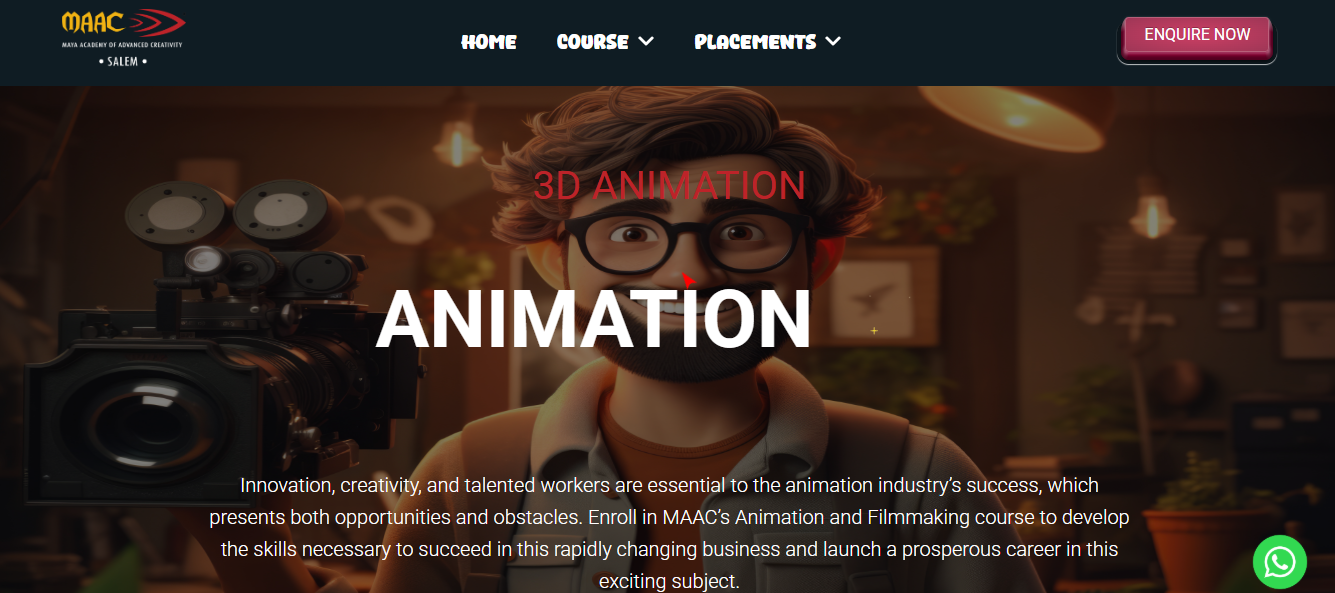 MAAC
MAYA ACADEMY OF ADVANCED CREATIVITY
• SALEM •
HOME
COURSE
PLACEMENTS
ENQUIRE NOW
3D ANIMATION
ANIMATION
Innovation, creativity, and talented workers are essential to the animation industry’s success, which
presents both opportunities and obstacles. Enroll in MAAC’s Animation and Filmmaking course to develop
the skills necessary to succeed in this rapidly changing business and launch a prosperous career in this
exciting subject.